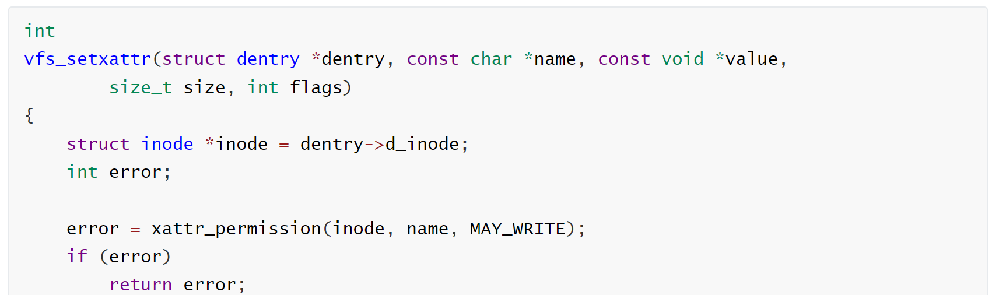 int
vfs_setxattr(struct dentry *dentry, const char *name, const void *value,
        size_t size, int flags)
{
    struct inode *inode = dentry->d_inode;
    int error;

    error = xattr_permission(inode, name, MAY_WRITE);
    if (error)
        return error;